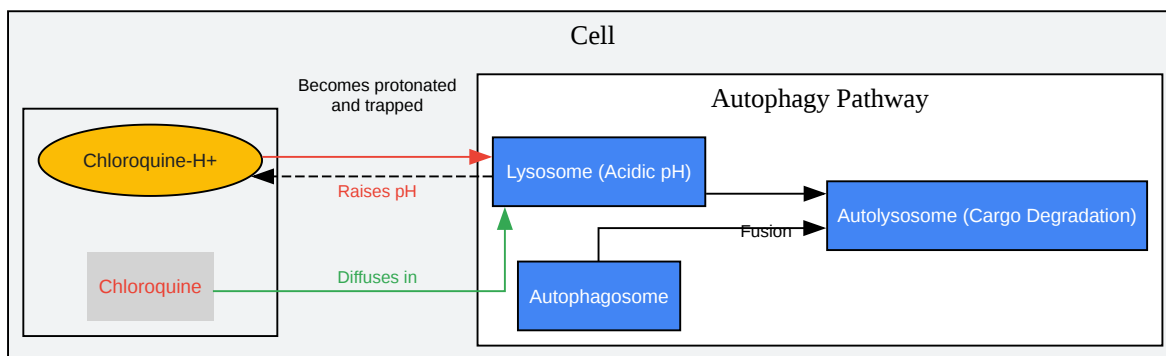 Cell
Becomes protonated
and trapped
Autophagy Pathway
Chloroquine-H+
Lysosome (Acidic pH)
Raises pH
Autolysosome (Cargo Degradation)
Fusion
Chloroquine
Diffuses in
Autophagosome